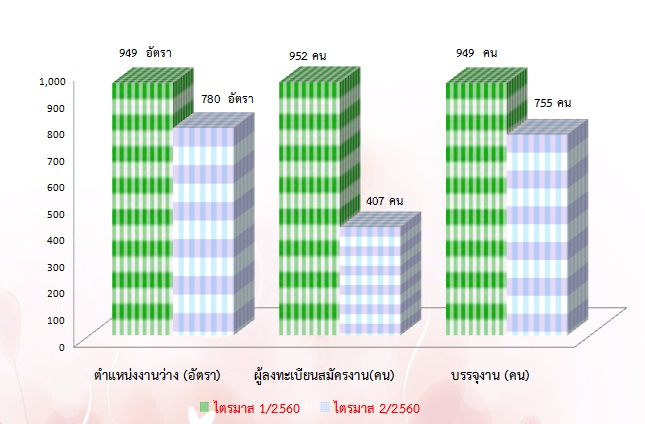 949 อัตรา
952 คน
949 คน
780 อัตรา
755 คน
407 คน
1,000
900
800
700
600
500
400
300
200
100
0
ตำแหน่งงานว่าง (อัตรา) ผู้ลงทะเบียนสมัครงาน(คน) บรรจุงาน (คน)
ไตรมาส 1/2560 ไตรมาส 2/2560